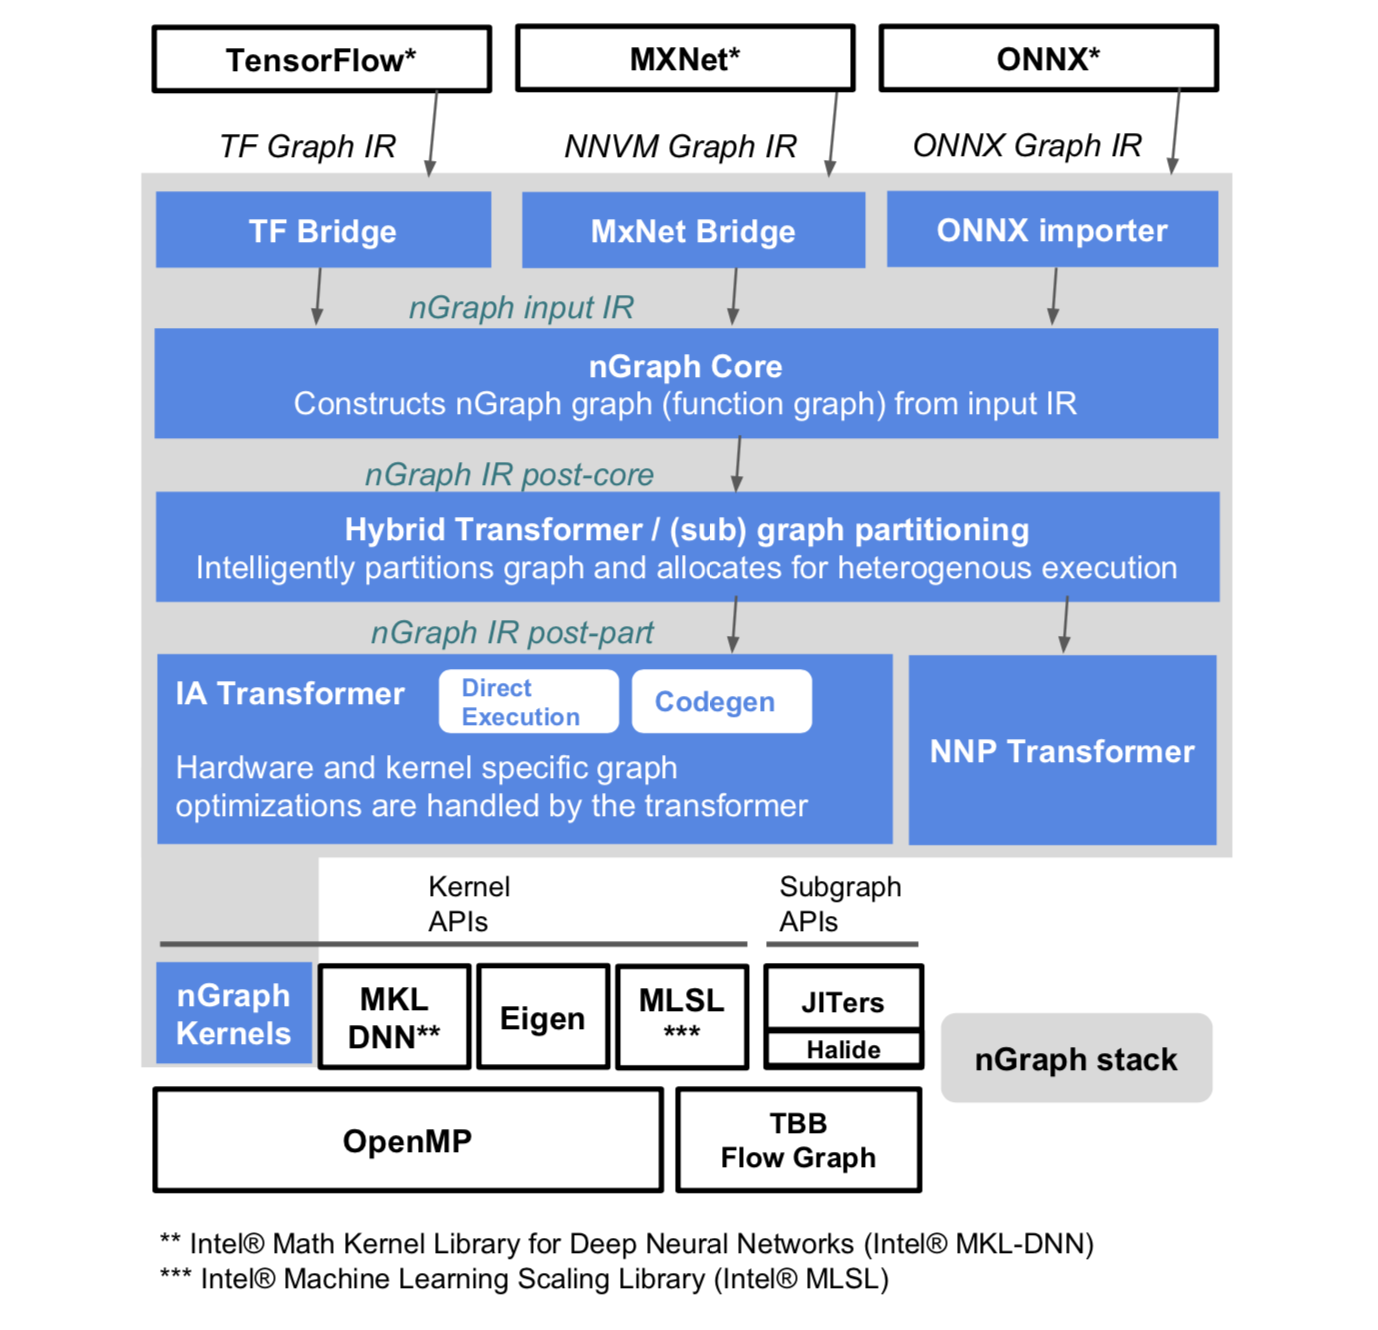 TensorFlow*
MXNet*
ONNX*
TF Graph IR
NNVM Graph IR
ONNX Graph IR
TF Bridge
MxNet Bridge
ONNX importer
nGraph input IR
nGraph Core
Constructs nGraph graph (function graph) from input IR
nGraph IR post-core
Hybrid Transformer / (sub) graph partitioning
Intelligently partitions graph and allocates for heterogenous execution
nGraph IR post-part
IA Transformer
Direct
Execution
Codegen
Hardware and kernel specific graph
optimizations are handled by the transformer
NNP Transformer
Kernel
APIs
Subgraph
APIs
nGraph
Kernels
MKL
DNN**
Eigen
MLSL
***
JITers
Halide
nGraph stack
OpenMP
TBB
Flow Graph
** Intel® Math Kernel Library for Deep Neural Networks (Intel® MKL-DNN)
*** Intel® Machine Learning Scaling Library (Intel® MLSL)